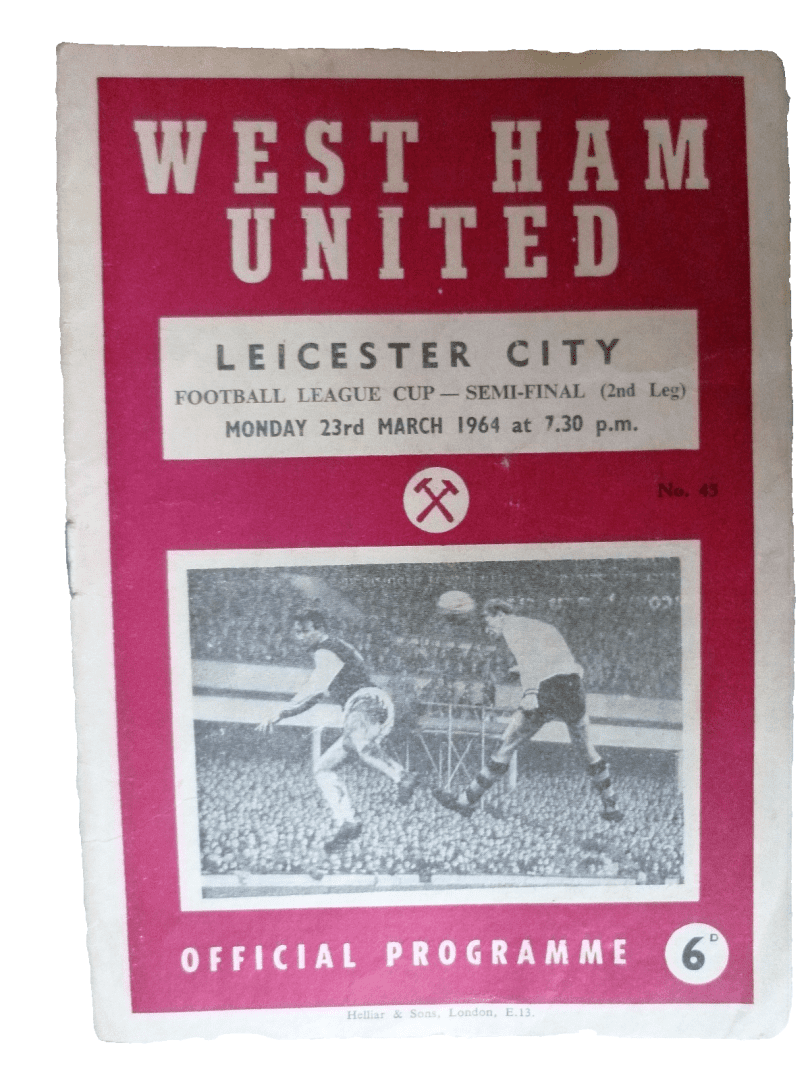 WEST HAM
UNITED
LEICESTER CITY
FOOTBALL LEAGUE CUP — SEMI-FINAL (2nd Leg)
MONDAY 23rd MARCH 1964 at 7.30 p.m.
No. 45
OFFICIAL PROGRAMME 6D
Helliar & Sons, London, E.13.